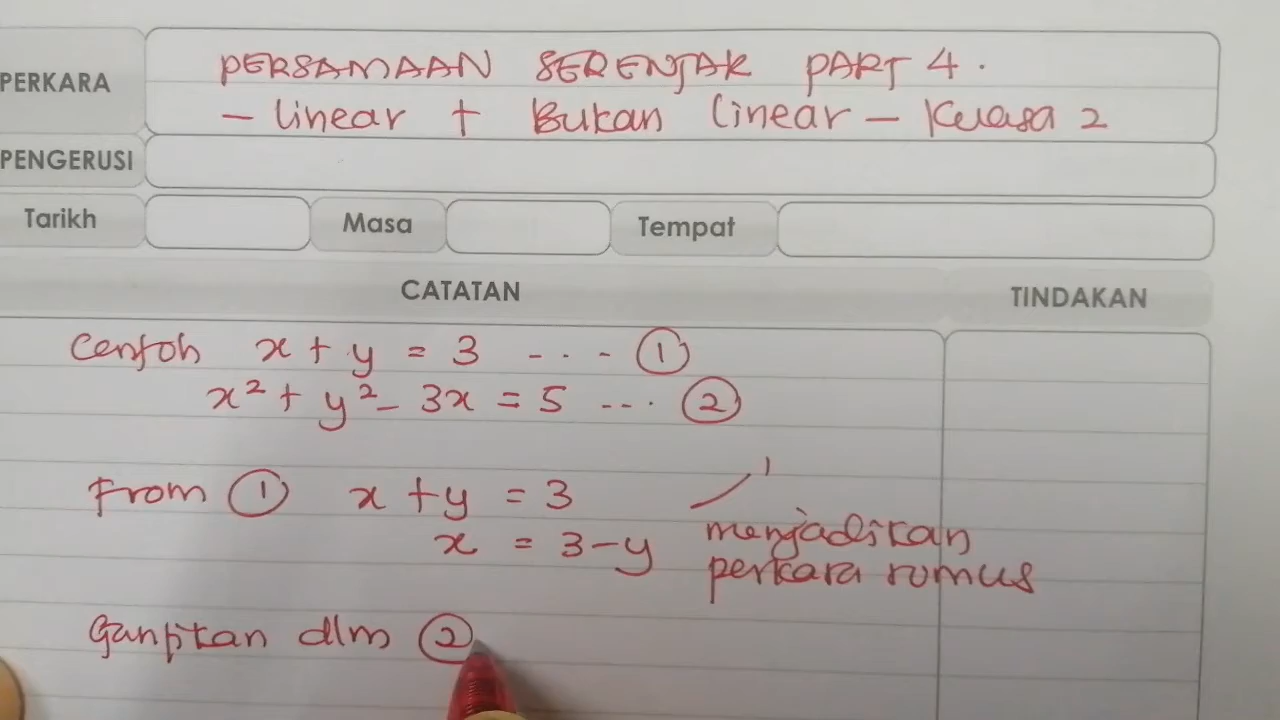 PERKARA
PERSAMAAN SERENTAK PART 4.
- linear + Bukan linear - Kuasa 2
PENGERUSI
Tarikh Masa Tempat
CATATAN TINDAKAN
Contoh x + y = 3 ---- ①
x² + y² - 3x = 5 ---. ②
From ① x + y = 3
x = 3 - y
menjadikan
perkara rumus
Gantikan dlm ②